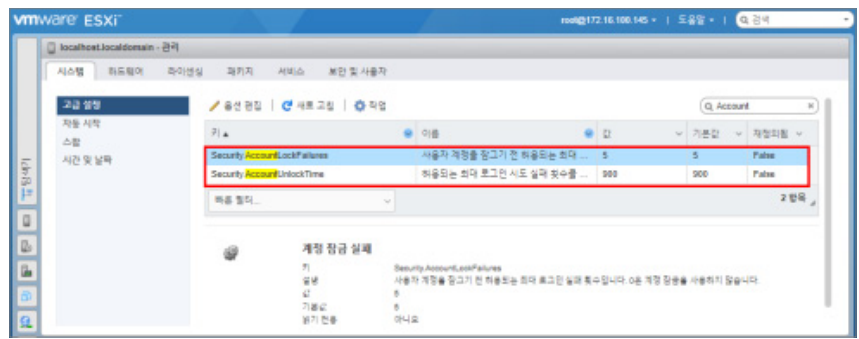 vmware ESXi™
root@172.16.100.145 | 도움말 | 검색
localhost.localdomain - 관리
시스템 하드웨어 라이센싱 패키지 서비스 보안 및 사용자
탐색기
고급 설정
자동 시작
스왑
시간 및 날짜
옵션 편집 | 새로 고침 | 작업
Account
키 이름 값 기본값 재정의됨
Security.AccountLockFailures 사용자 계정을 잠그기 전 허용되는 최대 ... 5 5 False
Security.AccountUnlockTime 허용되는 최대 로그인 시도 실패 횟수를 ... 900 900 False
빠른 필터...
2 항목
계정 잠금 실패
키 Security.AccountLockFailures
설명 사용자 계정을 잠그기 전 허용되는 최대 로그인 실패 횟수입니다. 0은 계정 잠금을 사용하지 않습니다.
값 5
기본값 5
읽기 전용 아니요